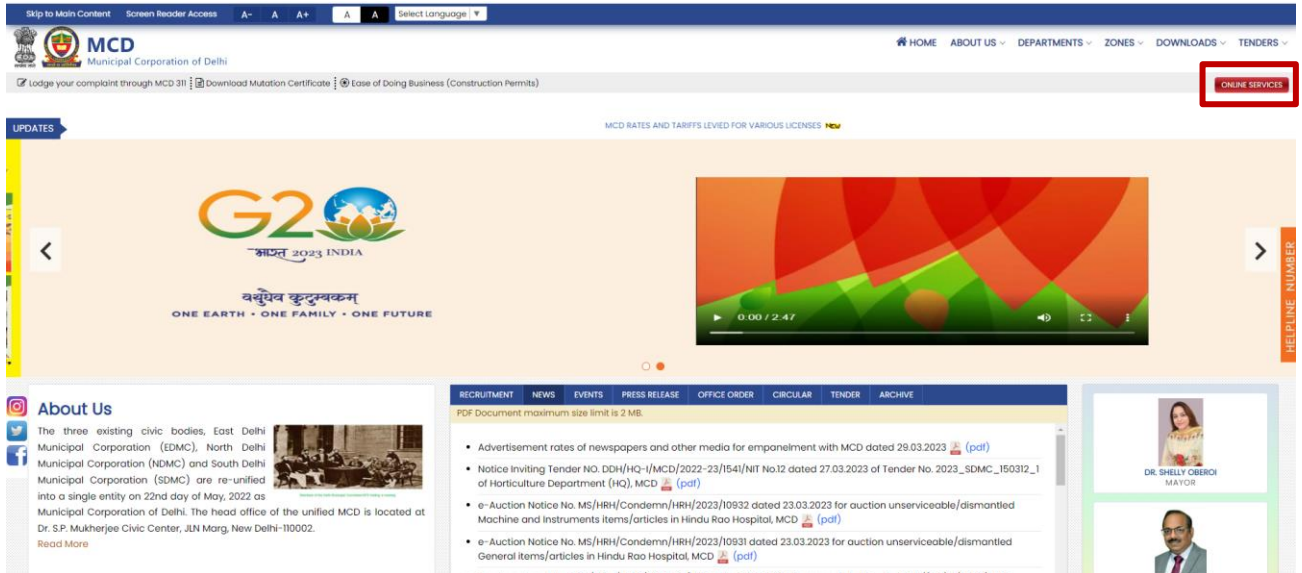 Skip to Main Content Screen Reader Access A- A A+ A A Select Language ▼
MCD
Municipal Corporation of Delhi
HOME ABOUT US DEPARTMENTS ZONES DOWNLOADS TENDERS
Lodge your complaint through MCD 311 Download Mutation Certificate Ease of Doing Business (Construction Permits)
ONLINE SERVICES
UPDATES
MCD RATES AND TARIFFS LEVIED FOR VARIOUS LICENSES NEW
G20
भारत 2023 INDIA
वसुधैव कुटुम्बकम्
ONE EARTH • ONE FAMILY • ONE FUTURE
0:00 / 2:47
HELPLINE NUMBER
About Us
The three existing civic bodies, East Delhi
Municipal Corporation (EDMC), North Delhi
Municipal Corporation (NDMC) and South Delhi
Municipal Corporation (SDMC) are re-unified
into a single entity on 22nd day of May, 2022 as
Municipal Corporation of Delhi. The head office of the unified MCD is located at
Dr. S.P. Mukherjee Civic Center, JLN Marg, New Delhi-110002.
Read More
RECRUITMENT NEWS EVENTS PRESS RELEASE OFFICE ORDER CIRCULAR TENDER ARCHIVE
PDF Document maximum size limit is 2 MB.
• Advertisement rates of newspapers and other media for empanelment with MCD dated 29.03.2023 (pdf)
• Notice Inviting Tender NO. DDH/HQ-I/MCD/2022-23/1541/NIT No.12 dated 27.03.2023 of Tender No. 2023_SDMC_150312_1
of Horticulture Department (HQ), MCD (pdf)
• e-Auction Notice No. MS/HRH/Condemn/HRH/2023/10932 dated 23.03.2023 for auction unserviceable/dismantled
Machine and Instruments items/articles in Hindu Rao Hospital, MCD (pdf)
• e-Auction Notice No. MS/HRH/Condemn/HRH/2023/10931 dated 23.03.2023 for auction unserviceable/dismantled
General items/articles in Hindu Rao Hospital, MCD (pdf)
DR. SHELLY OBEROI
MAYOR